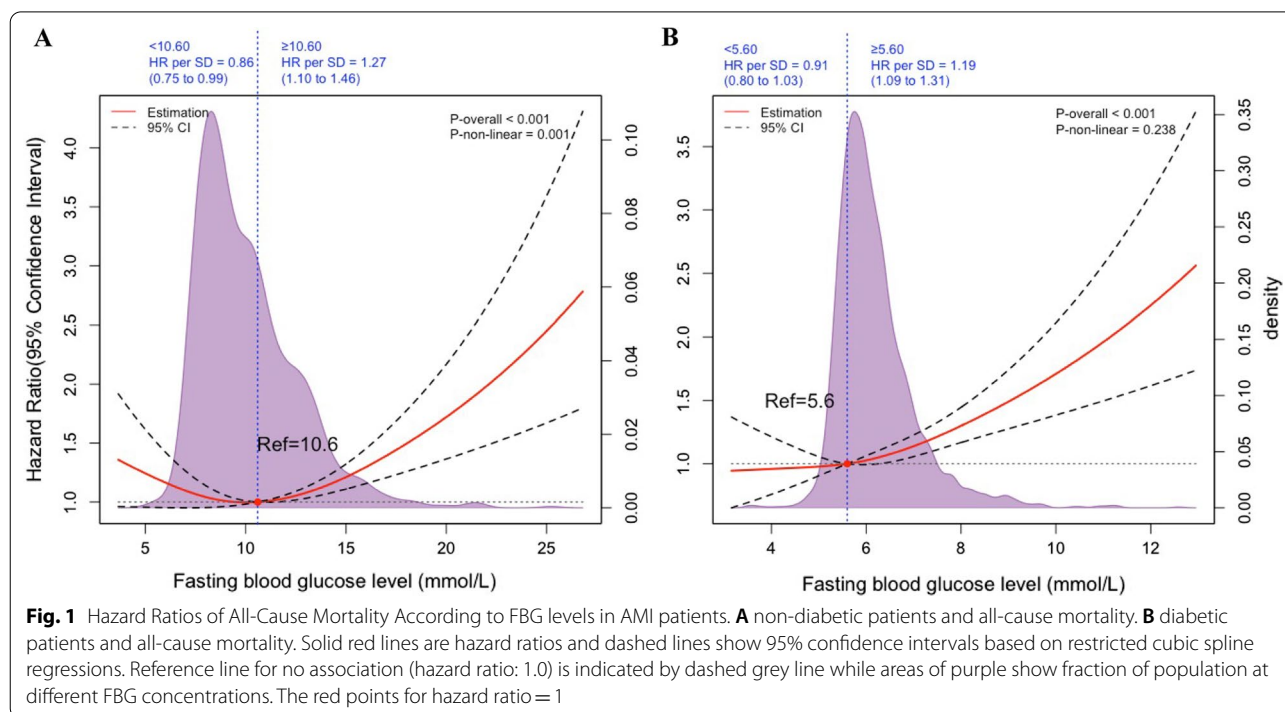 A
<10.60
HR per SD = 0.86
(0.75 to 0.99)
≥10.60
HR per SD = 1.27
(1.10 to 1.46)
Estimation
95% CI
P-overall < 0.001
P-non-linear = 0.001
Hazard Ratio(95% Confidence Interval)
4.0
3.5
3.0
2.5
2.0
1.5
1.0
0.10
0.08
0.06
0.04
0.02
0.00
Ref=10.6
5 10 15 20 25
Fasting blood glucose level (mmol/L)
B
<5.60
HR per SD = 0.91
(0.80 to 1.03)
≥5.60
HR per SD = 1.19
(1.09 to 1.31)
Estimation
95% CI
P-overall < 0.001
P-non-linear = 0.238
3.5
3.0
2.5
2.0
1.5
1.0
0.35
0.30
0.25
0.20
0.15
0.10
0.05
0.00
density
Ref=5.6
4 6 8 10 12
Fasting blood glucose level (mmol/L)
Fig. 1 Hazard Ratios of All-Cause Mortality According to FBG levels in AMI patients. A non-diabetic patients and all-cause mortality. B diabetic
patients and all-cause mortality. Solid red lines are hazard ratios and dashed lines show 95% confidence intervals based on restricted cubic spline
regressions. Reference line for no association (hazard ratio: 1.0) is indicated by dashed grey line while areas of purple show fraction of population at
different FBG concentrations. The red points for hazard ratio = 1